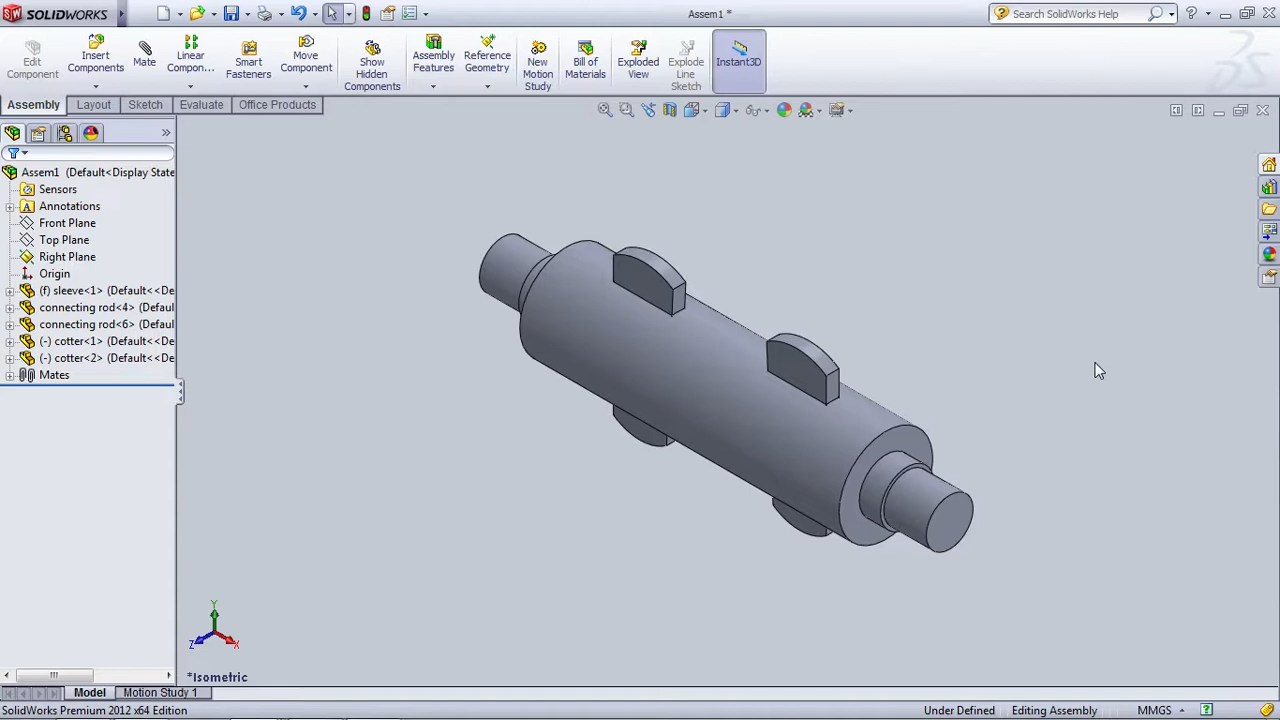 SOLIDWORKS
Assem1 *
Search SolidWorks Help
Edit Component
Insert Components
Mate
Linear Compon...
Smart Fasteners
Move Component
Show Hidden Components
Assembly Features
Reference Geometry
New Motion Study
Bill of Materials
Exploded View
Explode Line Sketch
Instant3D
Assembly Layout Sketch Evaluate Office Products
Assem1 (Default<Display State
Sensors
Annotations
Front Plane
Top Plane
Right Plane
Origin
(f) sleeve<1> (Default<<De
connecting rod<4> (Defaul
connecting rod<6> (Defaul
(-) cotter<1> (Default<<De
(-) cotter<2> (Default<<De
Mates
Y
Z
X
*Isometric
Model Motion Study 1
SolidWorks Premium 2012 x64 Edition
Under Defined Editing Assembly MMGS